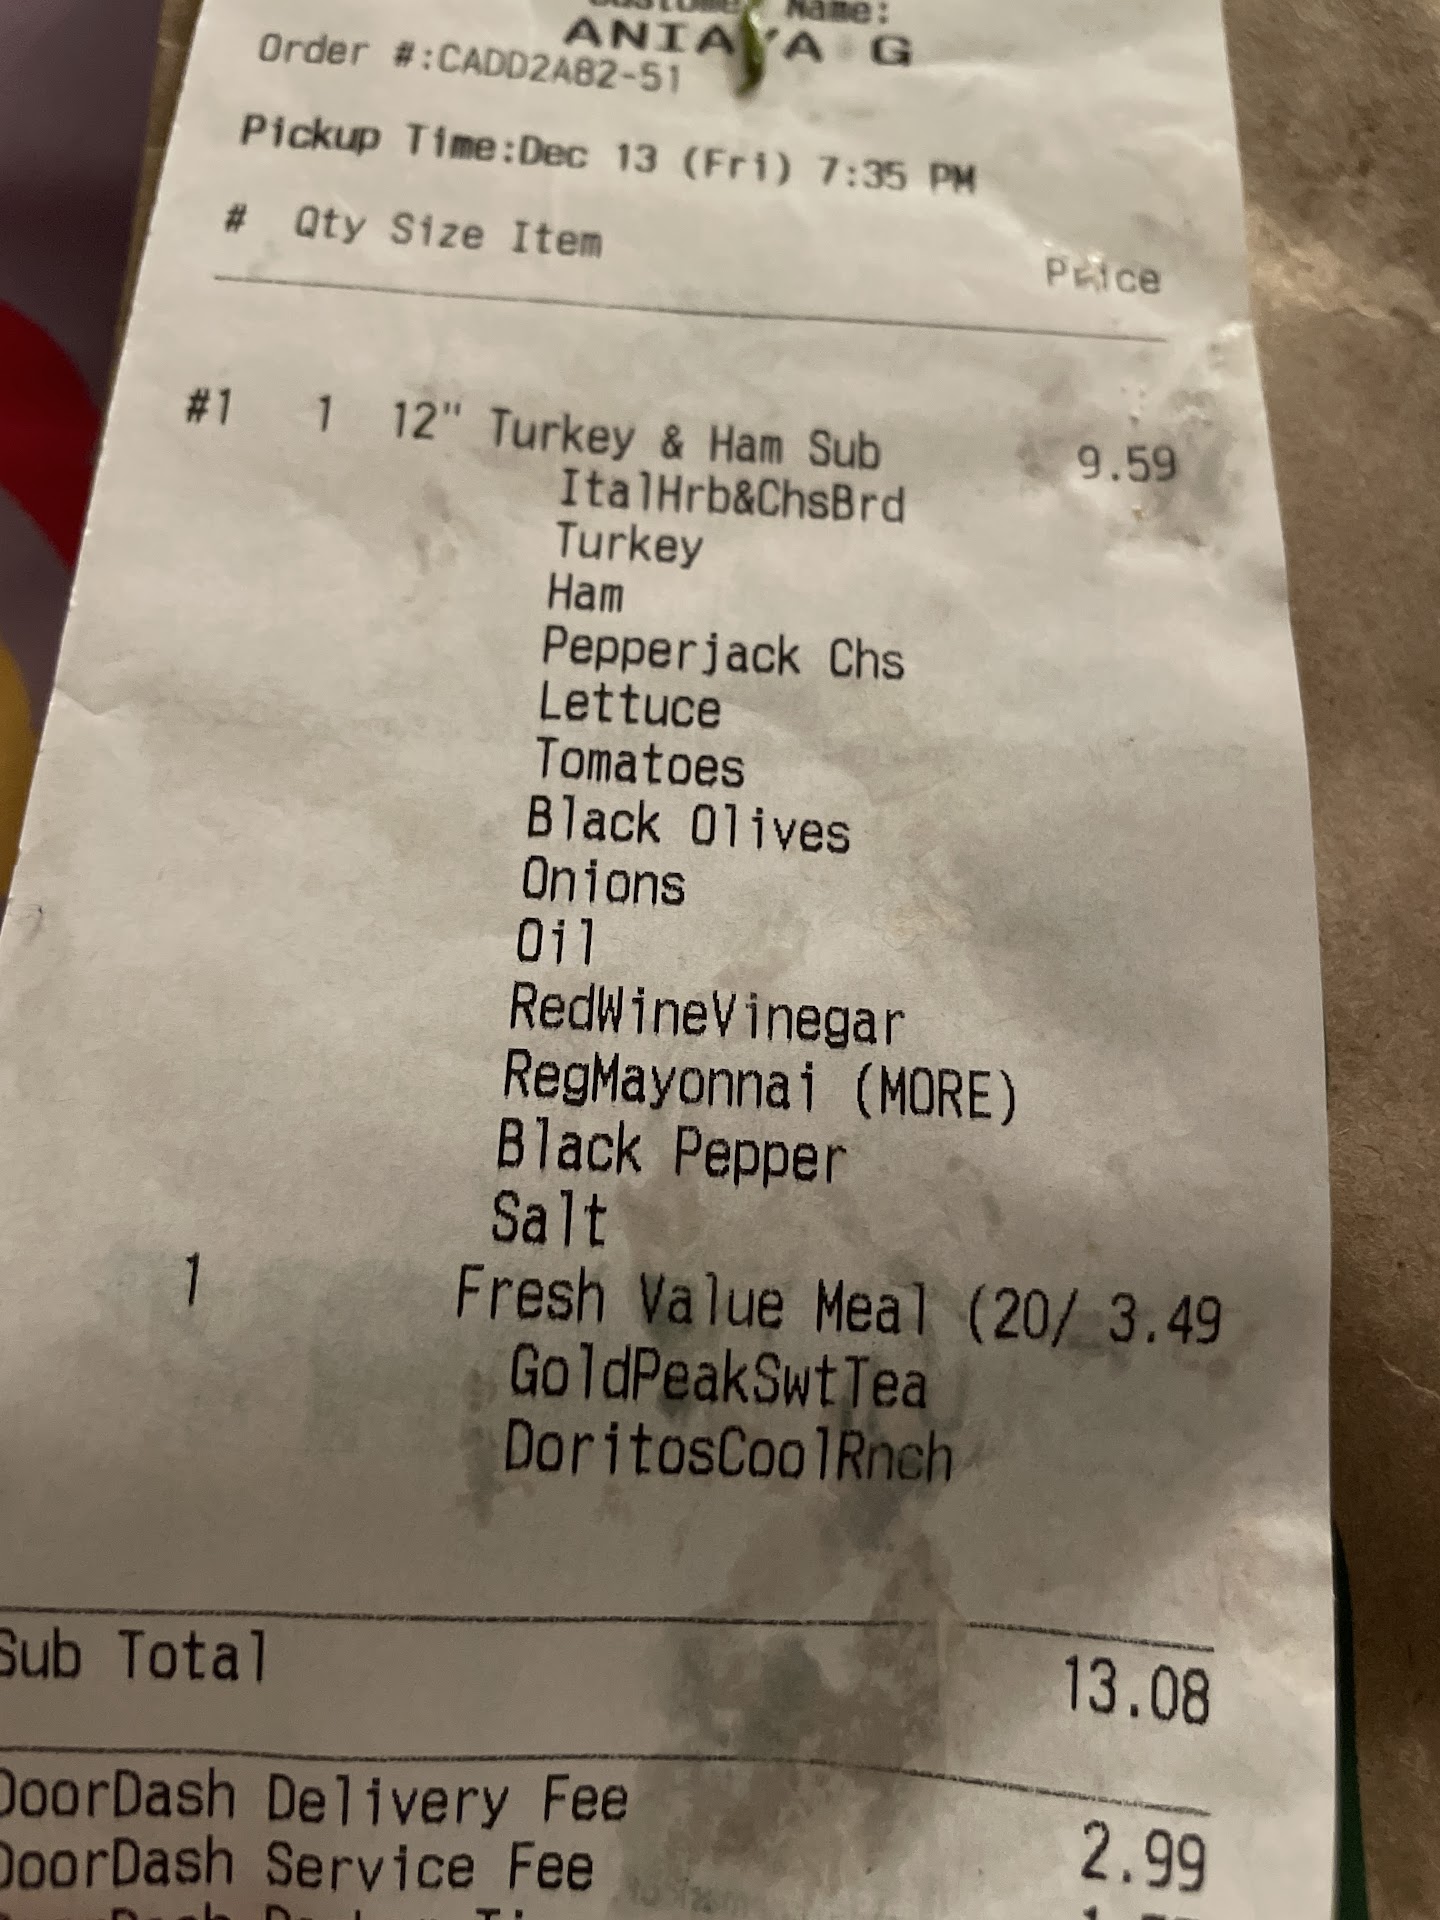 Customer Name:
ANIAYA G
Order #:CADD2A82-51
Pickup Time:Dec 13 (Fri) 7:35 PM
# Qty Size Item Price
#1 1 12" Turkey & Ham Sub 9.59
ItalHrb&ChsBrd
Turkey
Ham
Pepperjack Chs
Lettuce
Tomatoes
Black Olives
Onions
Oil
RedWineVinegar
RegMayonnai (MORE)
Black Pepper
Salt
1 Fresh Value Meal (20/ 3.49
GoldPeakSwtTea
DoritosCoolRnch
Sub Total 13.08
DoorDash Delivery Fee 2.99
DoorDash Service Fee